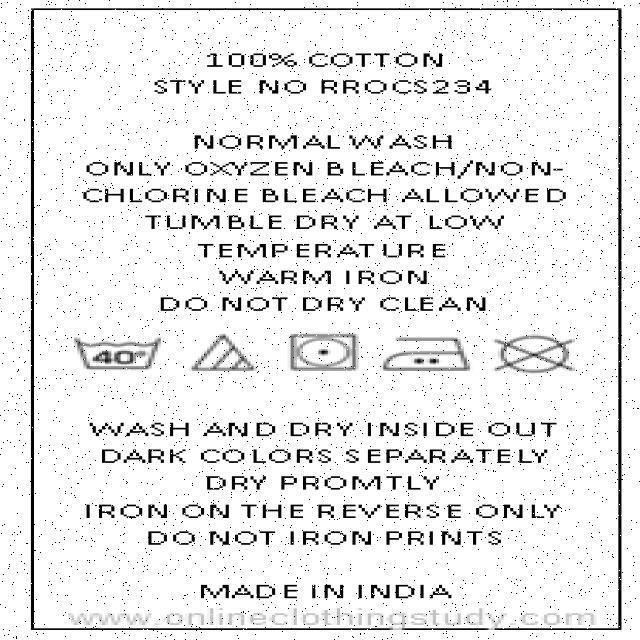 100% COTTON
STYLE NO RROCS234
NORMAL WASH
ONLY OXYZEN BLEACH/NON-
CHLORINE BLEACH ALLOWED
TUMBLE DRY AT LOW
TEMPERATURE
WARM IRON
DO NOT DRY CLEAN
40°
WASH AND DRY INSIDE OUT
DARK COLORS SEPARATELY
DRY PROMTLY
IRON ON THE REVERSE ONLY
DO NOT IRON PRINTS
MADE IN INDIA
www.onlineclothingstudy.com